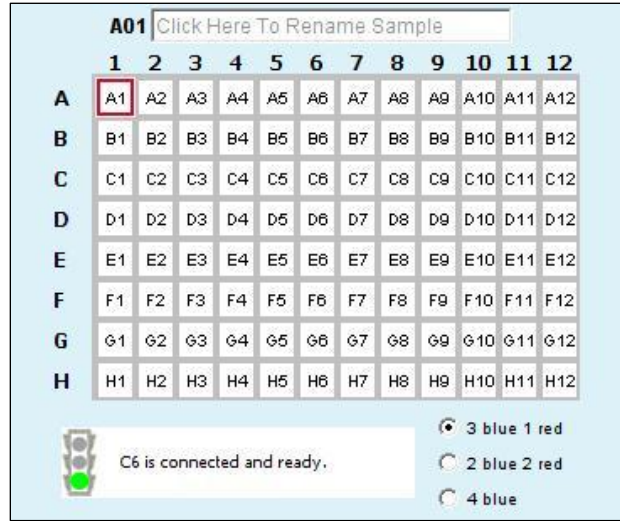 A01 Click Here To Rename Sample
1 2 3 4 5 6 7 8 9 10 11 12
A A1 A2 A3 A4 A5 A6 A7 A8 A9 A10 A11 A12
B B1 B2 B3 B4 B5 B6 B7 B8 B9 B10 B11 B12
C C1 C2 C3 C4 C5 C6 C7 C8 C9 C10 C11 C12
D D1 D2 D3 D4 D5 D6 D7 D8 D9 D10 D11 D12
E E1 E2 E3 E4 E5 E6 E7 E8 E9 E10 E11 E12
F F1 F2 F3 F4 F5 F6 F7 F8 F9 F10 F11 F12
G G1 G2 G3 G4 G5 G6 G7 G8 G9 G10 G11 G12
H H1 H2 H3 H4 H5 H6 H7 H8 H9 H10 H11 H12
C6 is connected and ready.
3 blue 1 red
2 blue 2 red
4 blue